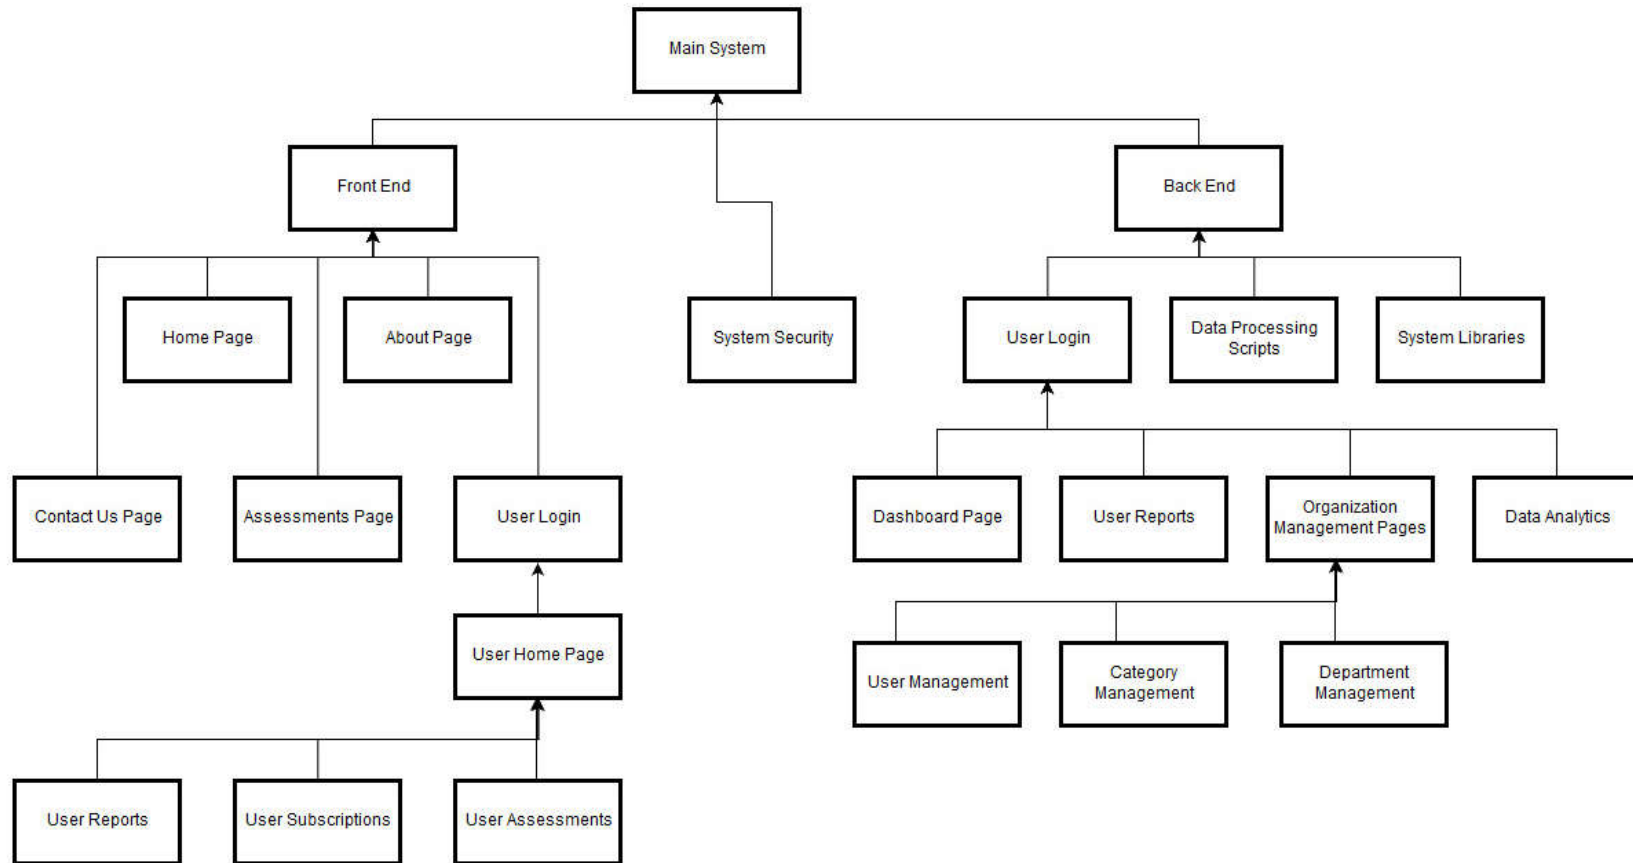 Main System
Front End
Back End
Home Page
About Page
System Security
User Login
Data Processing
Scripts
System Libraries
Contact Us Page
Assessments Page
User Login
Dashboard Page
User Reports
Organization
Management Pages
Data Analytics
User Home Page
User Management
Category
Management
Department
Management
User Reports
User Subscriptions
User Assessments